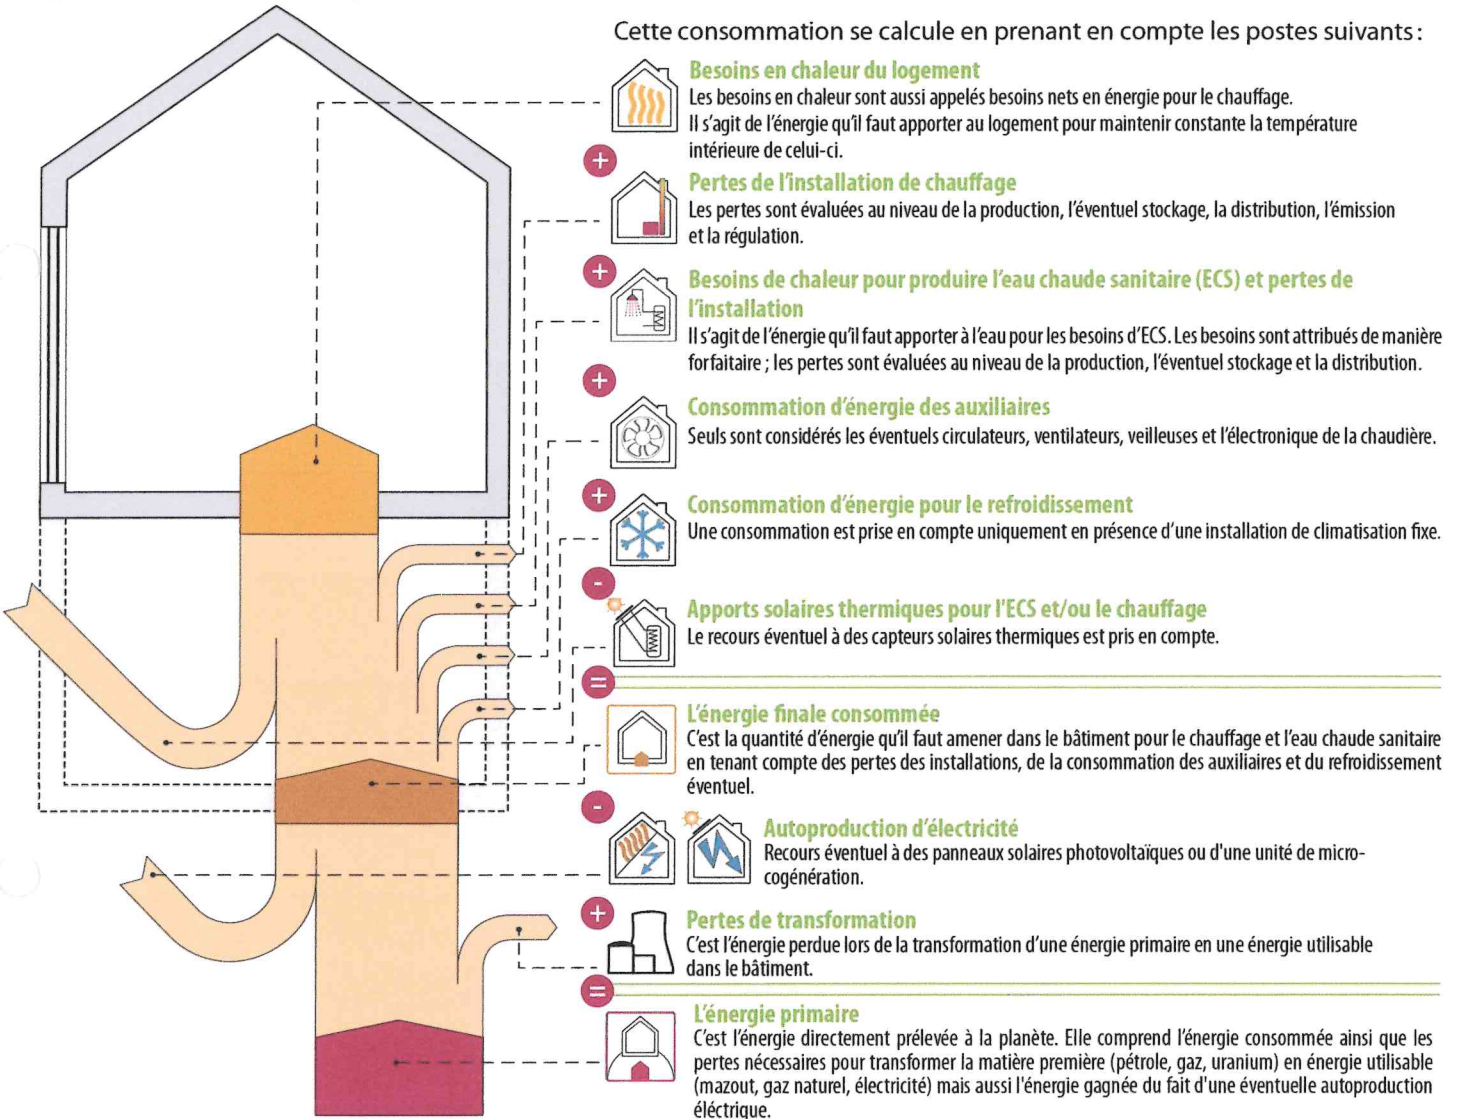 Cette consommation se calcule en prenant en compte les postes suivants :
Besoins en chaleur du logement
Les besoins en chaleur sont aussi appelés besoins nets en énergie pour le chauffage.
Il s'agit de l'énergie qu'il faut apporter au logement pour maintenir constante la température
intérieure de celui-ci.
+
Pertes de l'installation de chauffage
Les pertes sont évaluées au niveau de la production, l'éventuel stockage, la distribution, l'émission
et la régulation.
+
Besoins de chaleur pour produire l'eau chaude sanitaire (ECS) et pertes de
l'installation
Il s'agit de l'énergie qu'il faut apporter à l'eau pour les besoins d'ECS. Les besoins sont attribués de manière
forfaitaire ; les pertes sont évaluées au niveau de la production, l'éventuel stockage et la distribution.
+
Consommation d'énergie des auxiliaires
Seuls sont considérés les éventuels circulateurs, ventilateurs, veilleuses et l'électronique de la chaudière.
+
Consommation d'énergie pour le refroidissement
Une consommation est prise en compte uniquement en présence d'une installation de climatisation fixe.
-
Apports solaires thermiques pour l'ECS et/ou le chauffage
Le recours éventuel à des capteurs solaires thermiques est pris en compte.
=
L'énergie finale consommée
C'est la quantité d'énergie qu'il faut amener dans le bâtiment pour le chauffage et l'eau chaude sanitaire
en tenant compte des pertes des installations, de la consommation des auxiliaires et du refroidissement
éventuel.
-
Autoproduction d'électricité
Recours éventuel à des panneaux solaires photovoltaïques ou d'une unité de micro-
cogénération.
+
Pertes de transformation
C'est l'énergie perdue lors de la transformation d'une énergie primaire en une énergie utilisable
dans le bâtiment.
=
L'énergie primaire
C'est l'énergie directement prélevée à la planète. Elle comprend l'énergie consommée ainsi que les
pertes nécessaires pour transformer la matière première (pétrole, gaz, uranium) en énergie utilisable
(mazout, gaz naturel, électricité) mais aussi l'énergie gagnée du fait d'une éventuelle autoproduction
éléctrique.